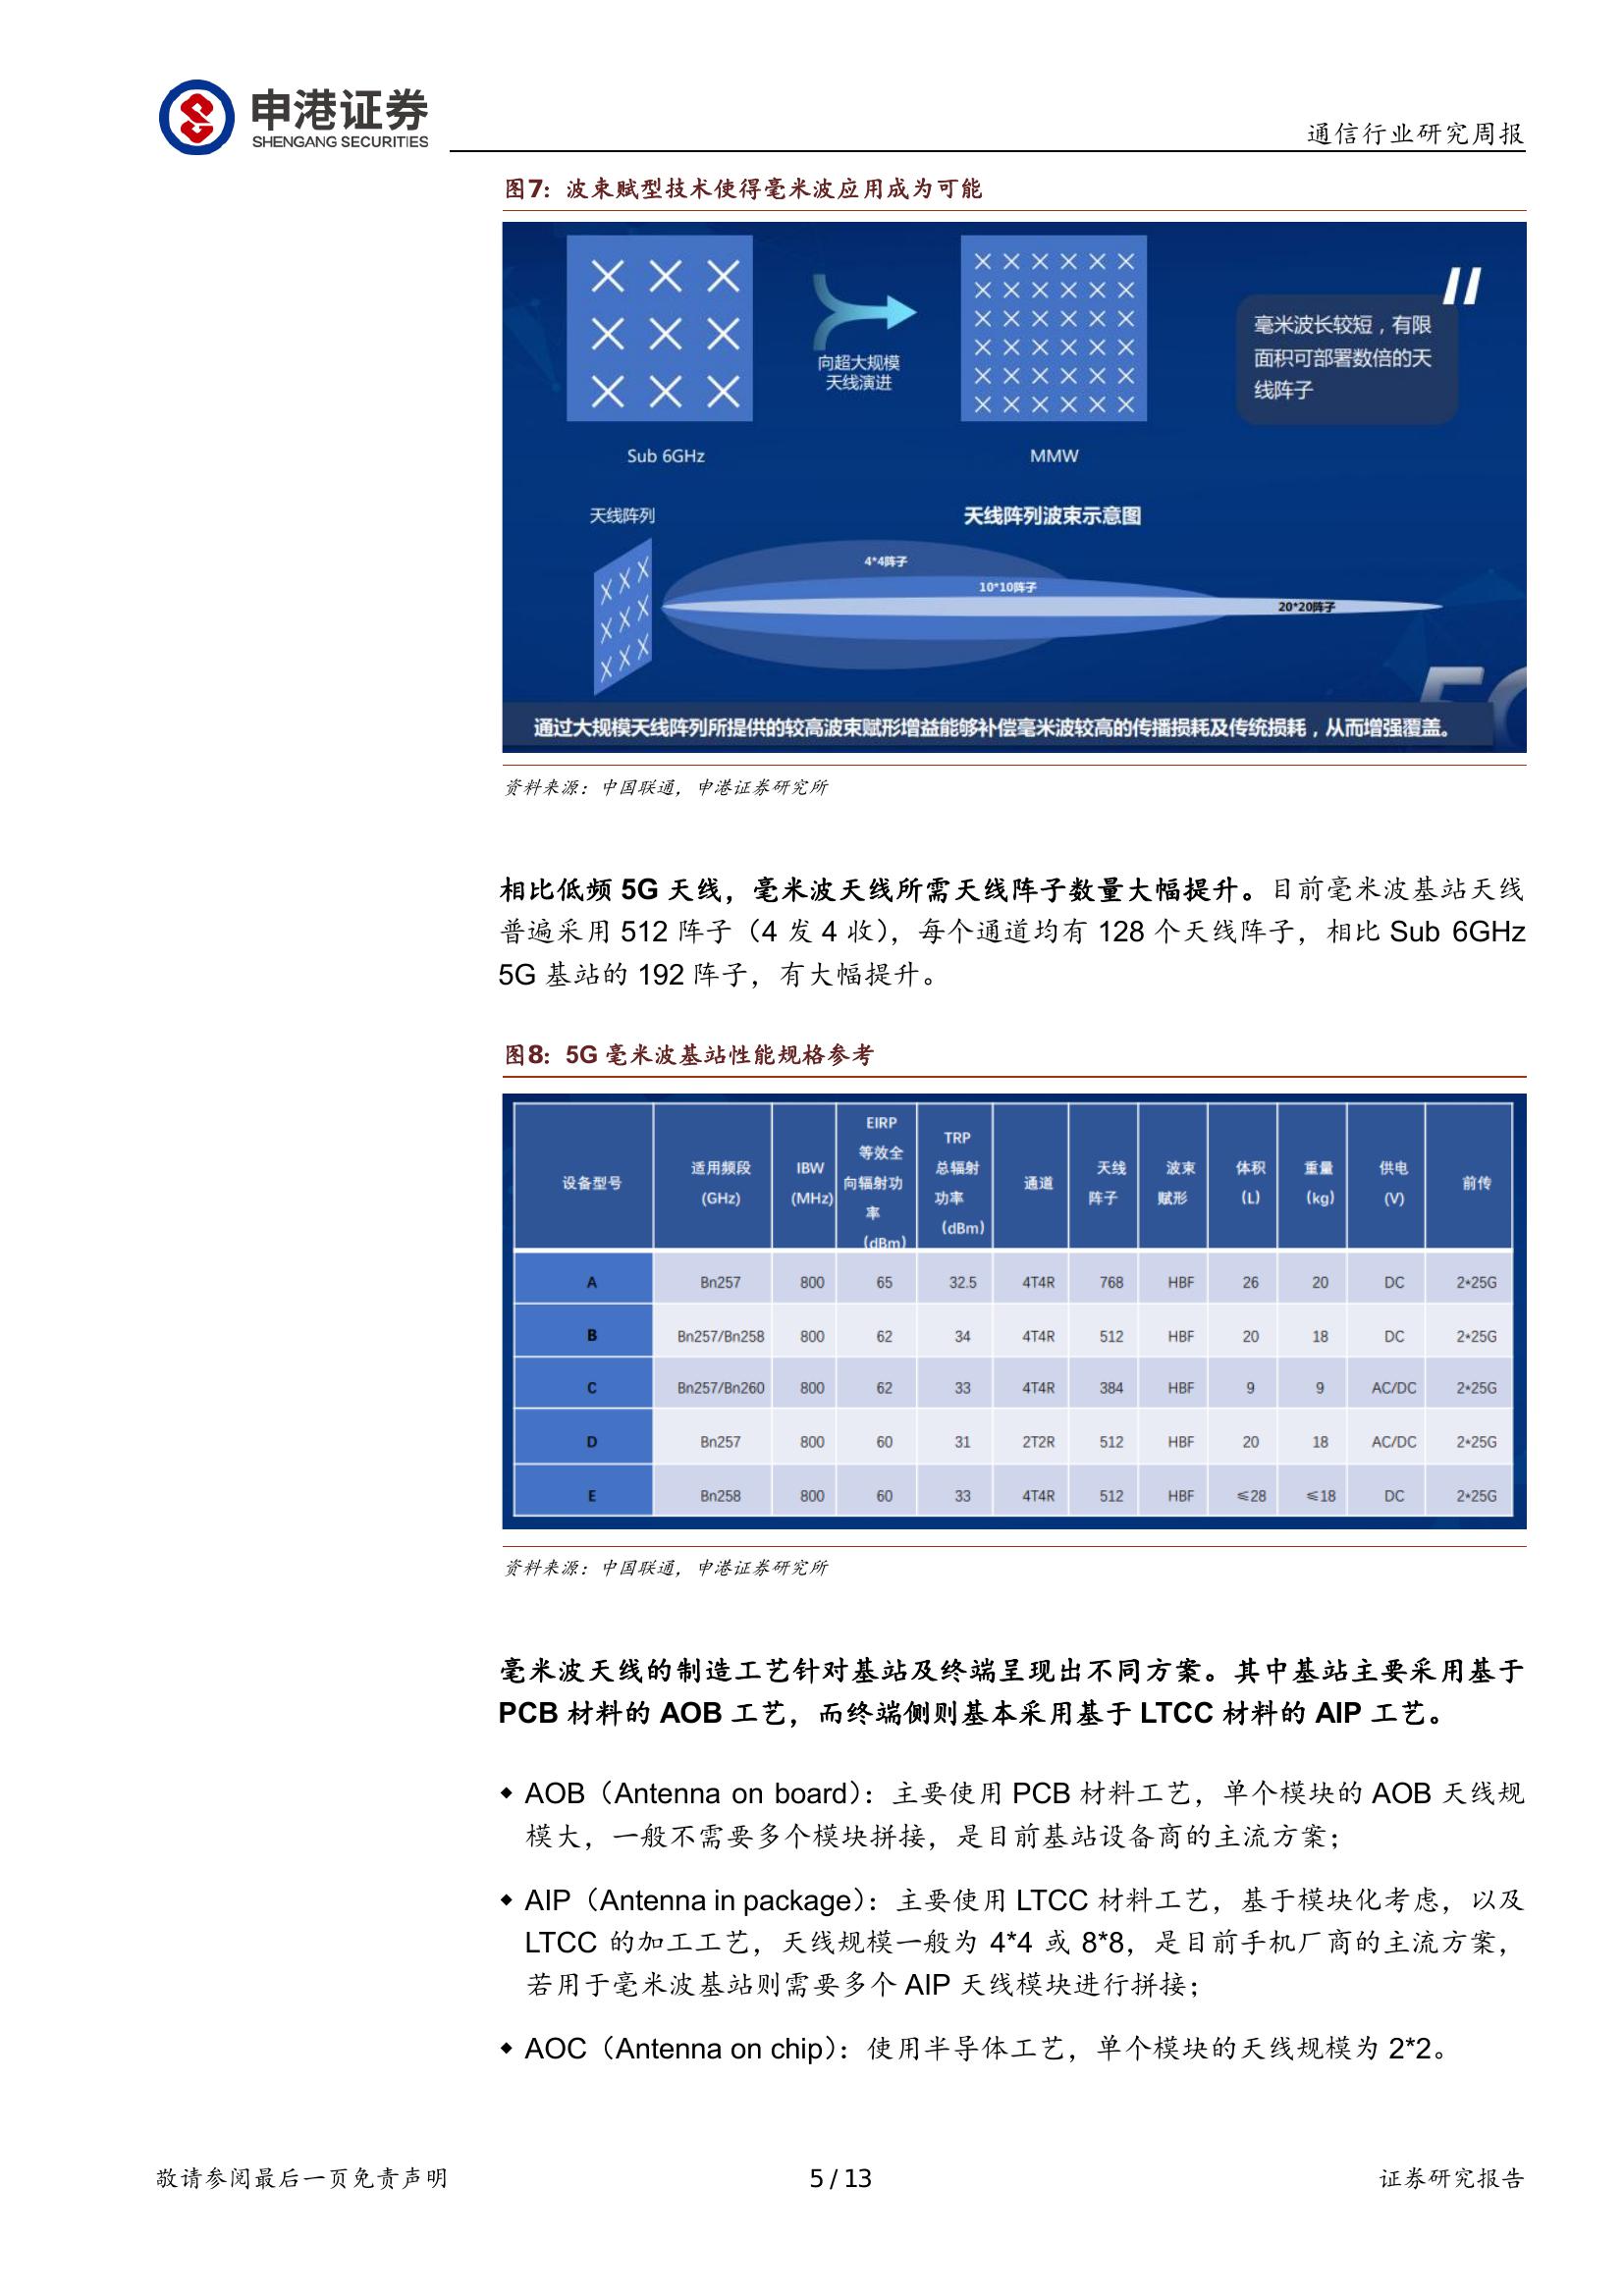 申港证券
SHENGANG SECURITIES
通信行业研究周报
图7：波束赋型技术使得毫米波应用成为可能
向超大规模
天线演进
毫米波长较短，有限
面积可部署数倍的天
线阵子
Sub 6GHz
MMW
天线阵列
天线阵列波束示意图
4*4阵子
10*10阵子
20*20阵子
5G
通过大规模天线阵列所提供的较高波束赋形增益能够补偿毫米波较高的传播损耗及传统损耗，从而增强覆盖。
资料来源：中国联通，申港证券研究所
相比低频 5G 天线，毫米波天线所需天线阵子数量大幅提升。目前毫米波基站天线
普遍采用 512 阵子（4 发 4 收），每个通道均有 128 个天线阵子，相比 Sub 6GHz
5G 基站的 192 阵子，有大幅提升。
图8：5G 毫米波基站性能规格参考
设备型号 适用频段(GHz) IBW(MHz) EIRP等效全向辐射功率(dBm) TRP总辐射功率(dBm) 通道 天线阵子 波束赋形 体积(L) 重量(kg) 供电(V) 前传
A Bn257 800 65 32.5 4T4R 768 HBF 26 20 DC 2*25G
B Bn257/Bn258 800 62 34 4T4R 512 HBF 20 18 DC 2*25G
C Bn257/Bn260 800 62 33 4T4R 384 HBF 9 9 AC/DC 2*25G
D Bn257 800 60 31 2T2R 512 HBF 20 18 AC/DC 2*25G
E Bn258 800 60 33 4T4R 512 HBF ≤28 ≤18 DC 2*25G
资料来源：中国联通，申港证券研究所
毫米波天线的制造工艺针对基站及终端呈现出不同方案。其中基站主要采用基于
PCB 材料的 AOB 工艺，而终端侧则基本采用基于 LTCC 材料的 AIP 工艺。
◆ AOB（Antenna on board）：主要使用 PCB 材料工艺，单个模块的 AOB 天线规
模大，一般不需要多个模块拼接，是目前基站设备商的主流方案；
◆ AIP（Antenna in package）：主要使用 LTCC 材料工艺，基于模块化考虑，以及
LTCC 的加工工艺，天线规模一般为 4*4 或 8*8，是目前手机厂商的主流方案，
若用于毫米波基站则需要多个 AIP 天线模块进行拼接；
◆ AOC（Antenna on chip）：使用半导体工艺，单个模块的天线规模为 2*2。
敬请参阅最后一页免责声明
5 / 13
证券研究报告